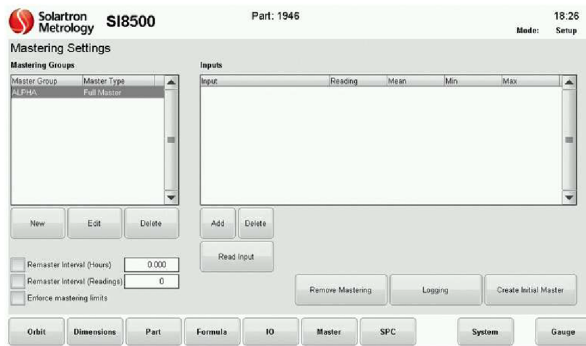 Solartron Metrology SI8500 Part: 1946 18:26
Mode: Setup
Mastering Settings
Mastering Groups Inputs
Master Group Master Type Input Reading Mean Min Max
ALPHA Full Master
New Edit Delete Add Delete
Read Input
Remaster Interval (Hours) 0.000
Remaster Interval (Readings) 0
Enforce mastering limits
Remove Mastering Logging Create Initial Master
Orbit Dimensions Part Formula IO Master SPC System Gauge